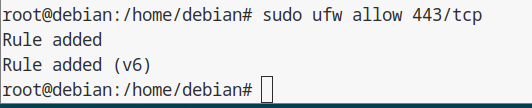 root@debian:/home/debian# sudo ufw allow 443/tcp
Rule added
Rule added (v6)
root@debian:/home/debian#